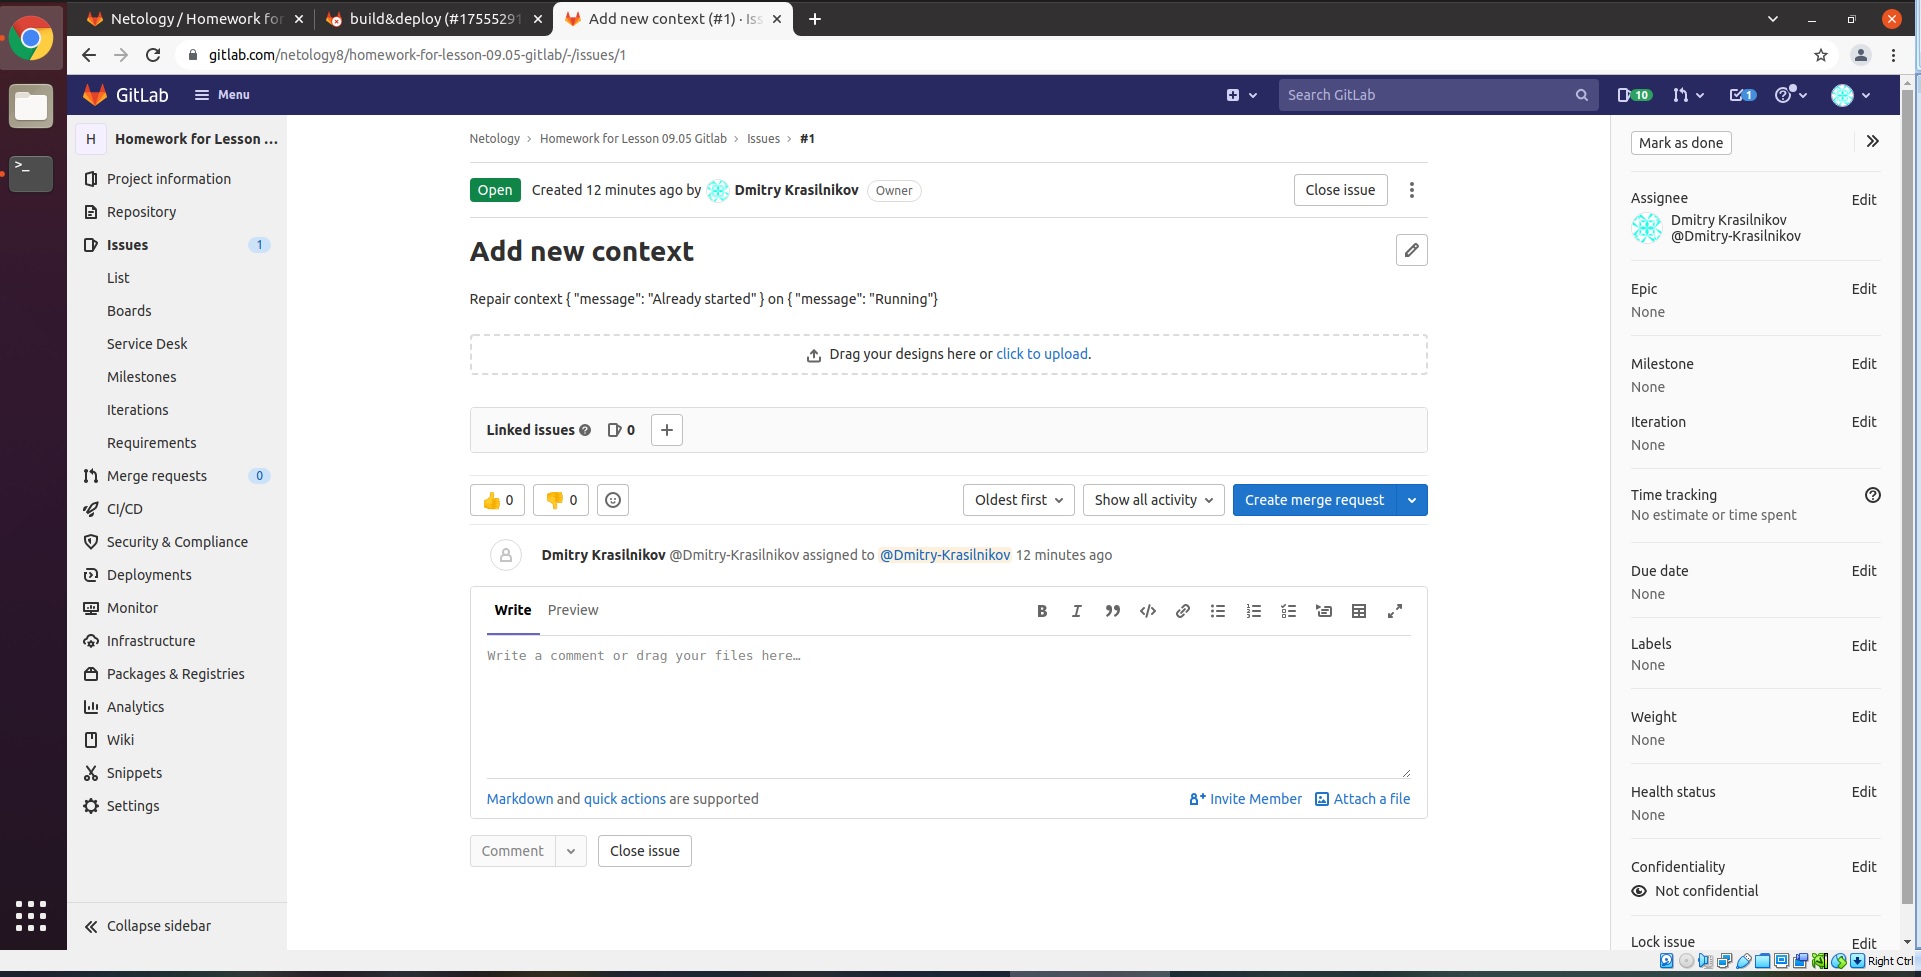 Netology / Homework for
build&deploy (#17555291
Add new context (#1) · Iss
gitlab.com/netology8/homework-for-lesson-09.05-gitlab/-/issues/1
GitLab
Menu
Search GitLab
10
1
H
Homework for Lesson ...
Project information
Repository
Issues
1
List
Boards
Service Desk
Milestones
Iterations
Requirements
Merge requests
0
CI/CD
Security & Compliance
Deployments
Monitor
Infrastructure
Packages & Registries
Analytics
Wiki
Snippets
Settings
Collapse sidebar
Netology › Homework for Lesson 09.05 Gitlab › Issues › #1
Open Created 12 minutes ago by Dmitry Krasilnikov Owner
Close issue
Add new context
Repair context { "message": "Already started" } on { "message": "Running"}
Drag your designs here or click to upload.
Linked issues 0 +
0 0
Oldest first
Show all activity
Create merge request
Dmitry Krasilnikov @Dmitry-Krasilnikov assigned to @Dmitry-Krasilnikov 12 minutes ago
Write Preview
Write a comment or drag your files here…
Markdown and quick actions are supported
Invite Member
Attach a file
Comment
Close issue
Mark as done
Assignee Edit
Dmitry Krasilnikov
@Dmitry-Krasilnikov
Epic Edit
None
Milestone Edit
None
Iteration Edit
None
Time tracking
No estimate or time spent
Due date Edit
None
Labels Edit
None
Weight Edit
None
Health status Edit
None
Confidentiality Edit
Not confidential
Lock issue Edit
Right Ctrl